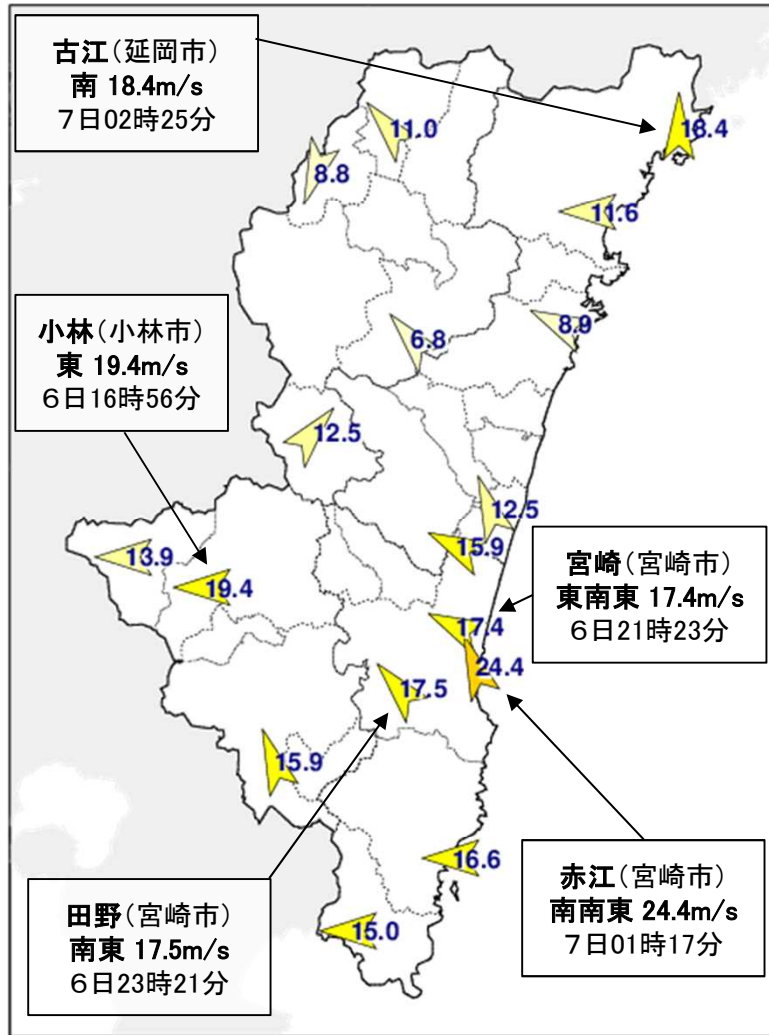 古江(延岡市)
南 18.4m/s
7日02時25分
11.0
18.4
8.8
11.6
小林(小林市)
東 19.4m/s
6日16時56分
8.9
6.8
12.5
12.5
15.9
13.9
19.4
宮崎(宮崎市)
東南東 17.4m/s
6日21時23分
17.4
24.4
17.5
15.9
16.6
赤江(宮崎市)
南南東 24.4m/s
7日01時17分
田野(宮崎市)
南東 17.5m/s
6日23時21分
15.0